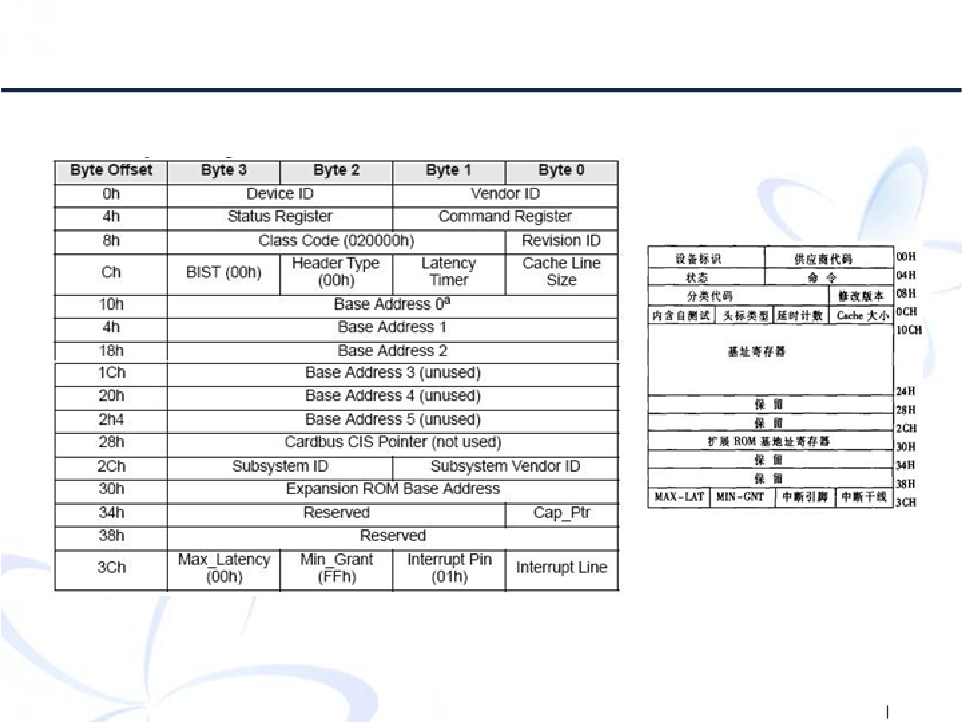 Byte Offset Byte 3 Byte 2 Byte 1 Byte 0
0h Device ID Vendor ID
4h Status Register Command Register
8h Class Code (020000h) Revision ID
Ch BIST (00h) Header Type (00h) Latency Timer Cache Line Size
10h Base Address 0a
4h Base Address 1
18h Base Address 2
1Ch Base Address 3 (unused)
20h Base Address 4 (unused)
2h4 Base Address 5 (unused)
28h Cardbus CIS Pointer (not used)
2Ch Subsystem ID Subsystem Vendor ID
30h Expansion ROM Base Address
34h Reserved Cap_Ptr
38h Reserved
3Ch Max_Latency (00h) Min_Grant (FFh) Interrupt Pin (01h) Interrupt Line
设备标识 供应商代码 00H
状态 命令 04H
分类代码 修改版本 08H
内含自测试 头标类型 延时计数 Cache 大小 0CH
10CH
基址寄存器
24H
保留 28H
保留 2CH
扩展 ROM 基地址寄存器 30H
保留 34H
保留 38H
MAX-LAT MIN-GNT 中断引脚 中断干线 3CH